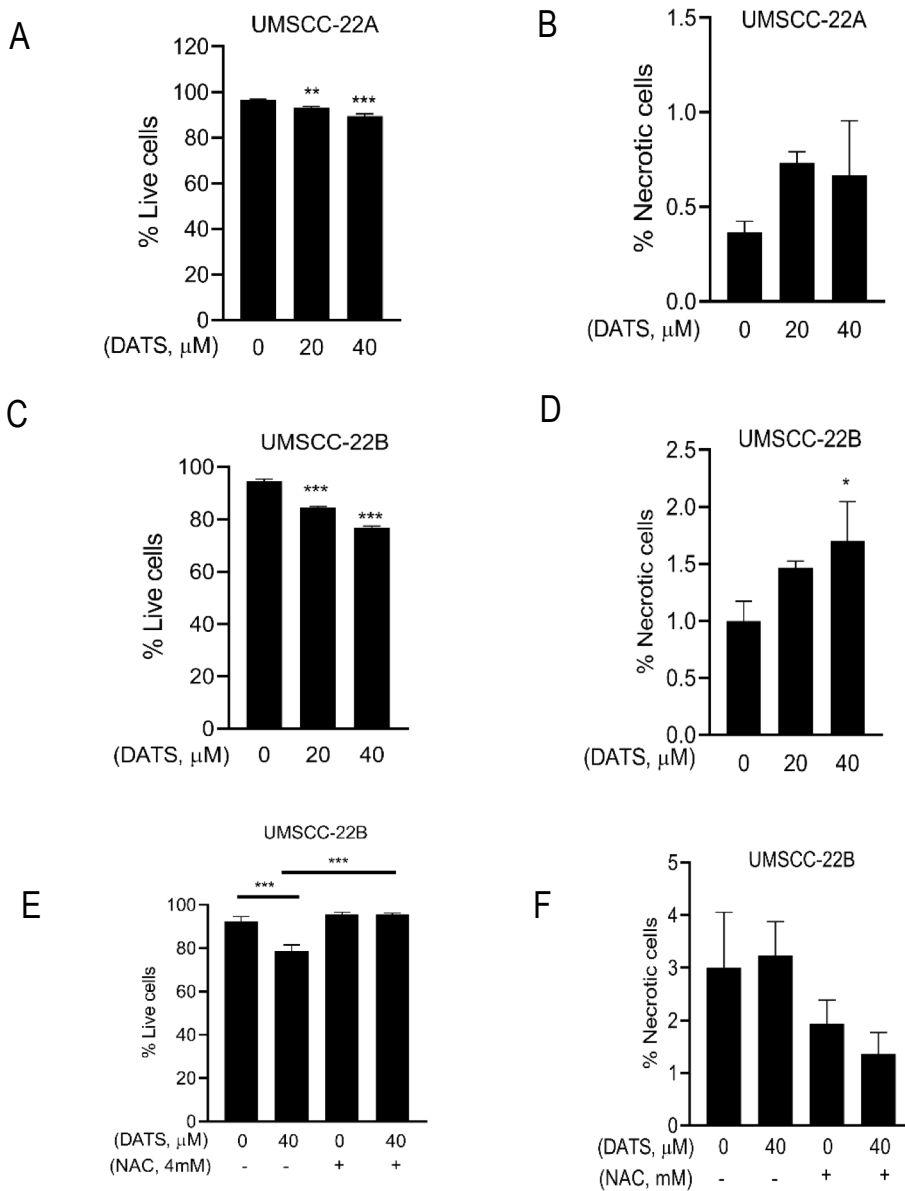 A
UMSCC-22A
% Live cells
120
100
80
60
40
20
0
** ***
(DATS, μM) 0 20 40
B
UMSCC-22A
% Necrotic cells
1.5
1.0
0.5
0.0
(DATS, μM) 0 20 40
C
UMSCC-22B
% Live cells
100
80
60
40
20
0
*** ***
(DATS, μM) 0 20 40
D
UMSCC-22B
% Necrotic cells
2.5
2.0
1.5
1.0
0.5
0.0
*
(DATS, μM) 0 20 40
E
UMSCC-22B
***
***
% Live cells
100
80
60
40
20
0
(DATS, μM) 0 40 0 40
(NAC, 4mM) - - + +
F
UMSCC-22B
% Necrotic cells
5
4
3
2
1
0
(DATS, μM) 0 40 0 40
(NAC, mM) - - + +